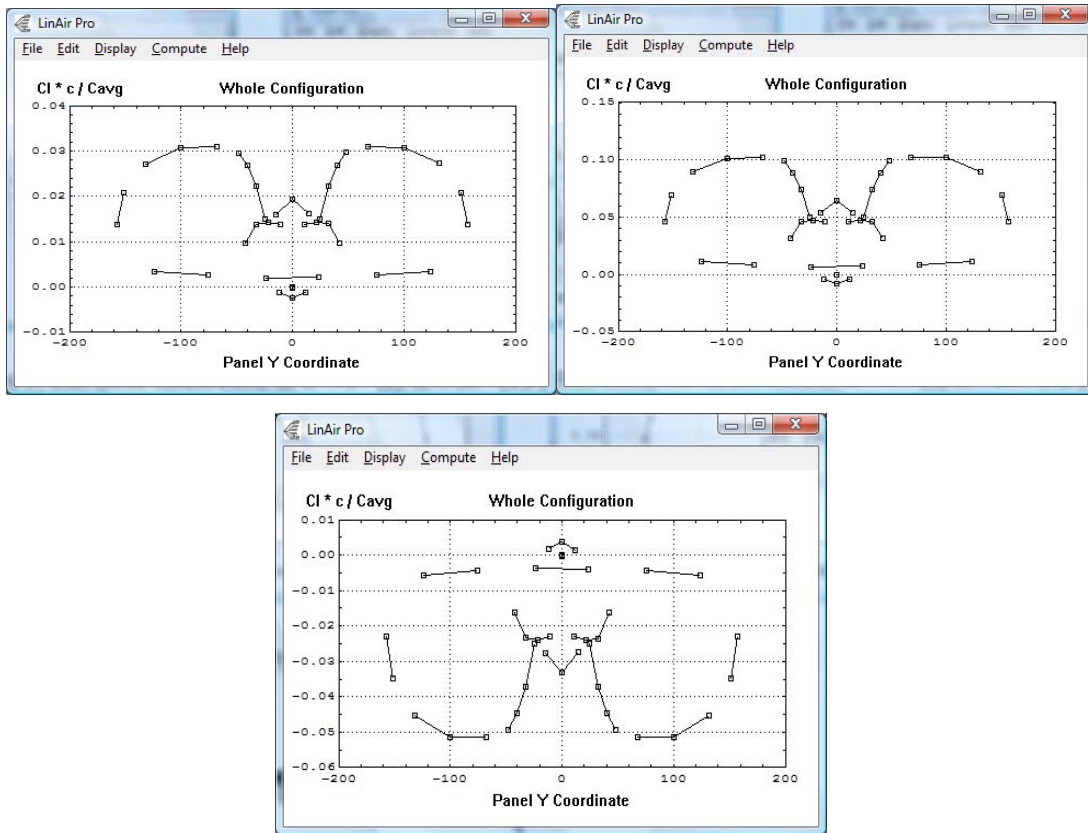 LinAir Pro
File Edit Display Compute Help
Cl * c / Cavg Whole Configuration
0.04
0.03
0.02
0.01
0.00
-0.01
-200 -100 0 100 200
Panel Y Coordinate
LinAir Pro
File Edit Display Compute Help
Cl * c / Cavg Whole Configuration
0.15
0.10
0.05
0.00
-0.05
-200 -100 0 100 200
Panel Y Coordinate
LinAir Pro
File Edit Display Compute Help
Cl * c / Cavg Whole Configuration
0.01
0.00
-0.01
-0.02
-0.03
-0.04
-0.05
-0.06
-200 -100 0 100 200
Panel Y Coordinate